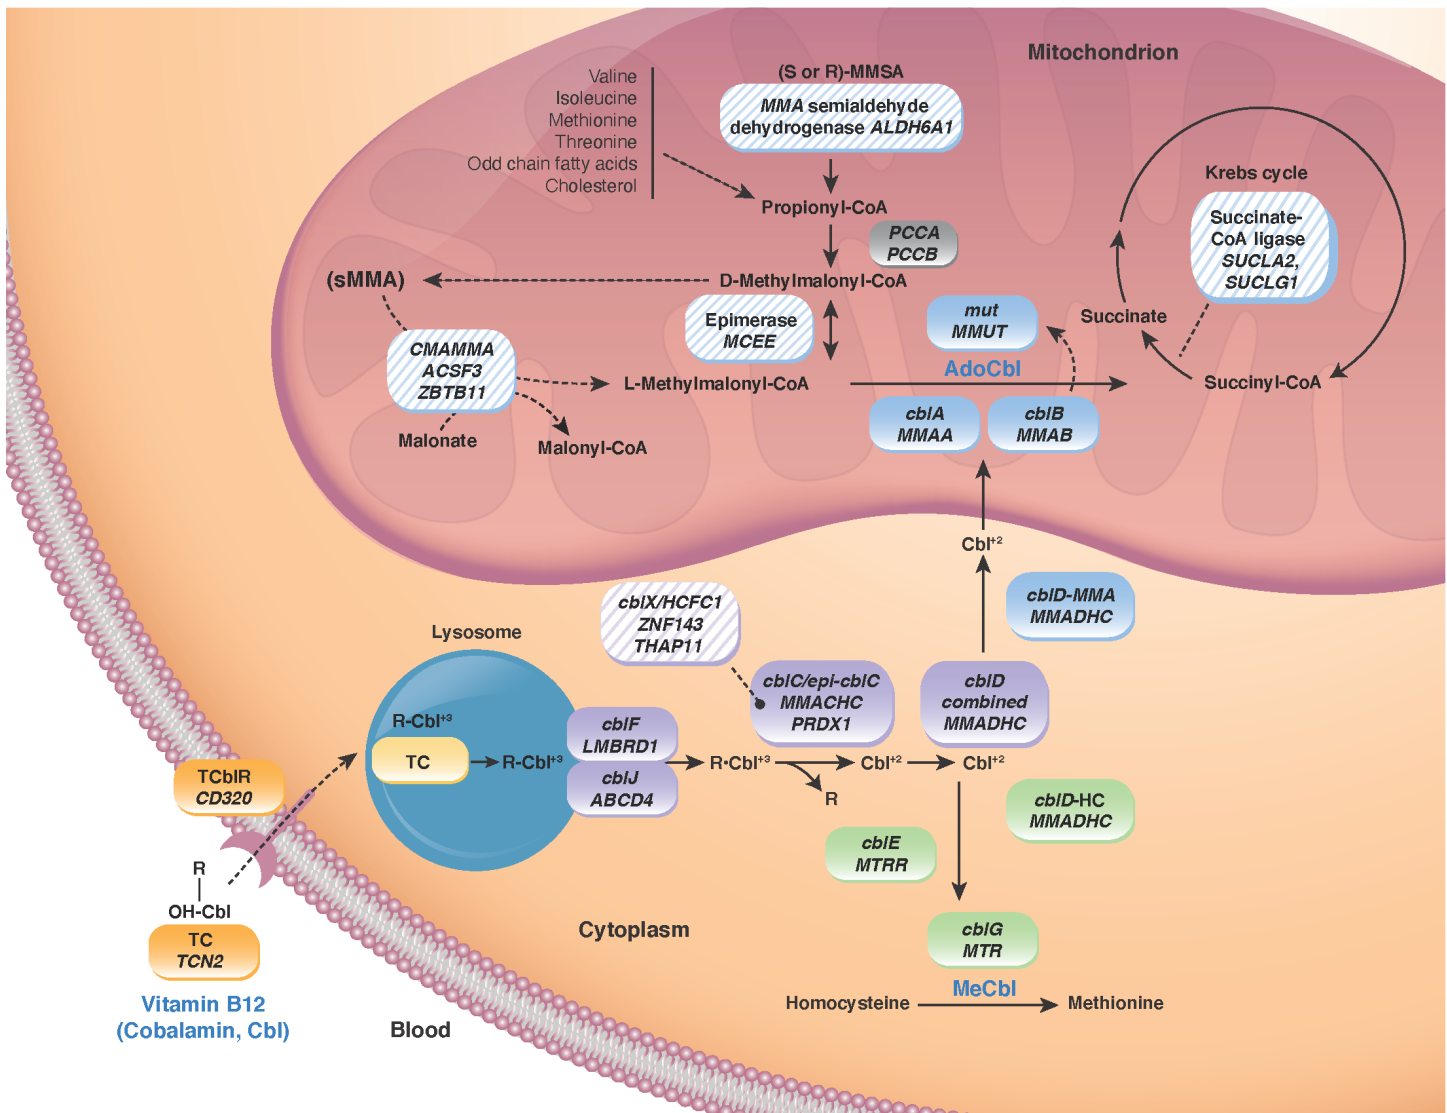 Mitochondrion
Valine
Isoleucine
Methionine
Threonine
Odd chain fatty acids
Cholesterol
(S or R)-MMSA
MMA semialdehyde
dehydrogenase ALDH6A1
Propionyl-CoA
PCCA
PCCB
D-Methylmalonyl-CoA
(sMMA)
Epimerase
MCEE
CMAMMA
ACSF3
ZBTB11
L-Methylmalonyl-CoA
Malonate
Malonyl-CoA
mut
MMUT
AdoCbl
cblA
MMAA
cblB
MMAB
Krebs cycle
Succinate-
CoA ligase
SUCLA2,
SUCLG1
Succinate
Succinyl-CoA
Cbl+2
cblD-MMA
MMADHC
cblX/HCFC1
ZNF143
THAP11
Lysosome
cblC/epi-cblC
MMACHC
PRDX1
cblD
combined
MMADHC
R-Cbl+3
TC
R-Cbl+3
cblF
LMBRD1
cblJ
ABCD4
R•Cbl+3
R
Cbl+2
Cbl+2
TCblR
CD320
cblD-HC
MMADHC
cblE
MTRR
R
OH-Cbl
TC
TCN2
Vitamin B12
(Cobalamin, Cbl)
Blood
Cytoplasm
cblG
MTR
MeCbl
Homocysteine
Methionine